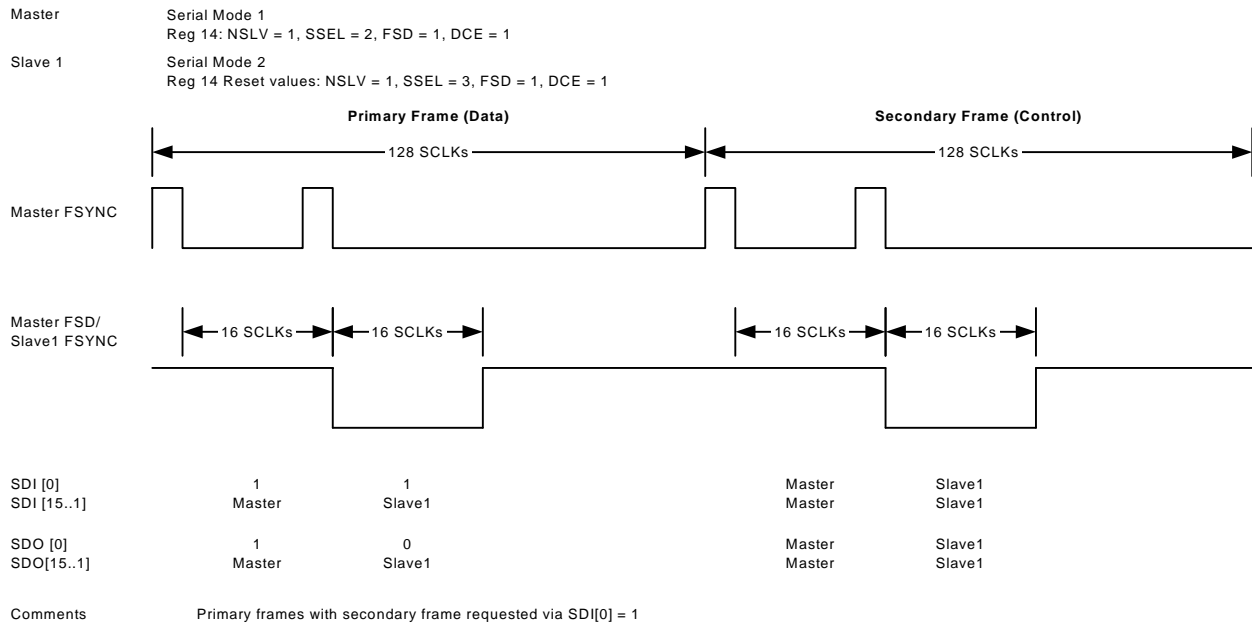 Master Serial Mode 1
Reg 14: NSLV = 1, SSEL = 2, FSD = 1, DCE = 1
Slave 1 Serial Mode 2
Reg 14 Reset values: NSLV = 1, SSEL = 3, FSD = 1, DCE = 1
Primary Frame (Data) Secondary Frame (Control)
128 SCLKs 128 SCLKs
Master FSYNC
Master FSD/
Slave1 FSYNC
16 SCLKs 16 SCLKs 16 SCLKs 16 SCLKs
SDI [0] 1 1 Master Slave1
SDI [15..1] Master Slave1 Master Slave1
SDO [0] 1 0 Master Slave1
SDO[15..1] Master Slave1 Master Slave1
Comments Primary frames with secondary frame requested via SDI[0] = 1